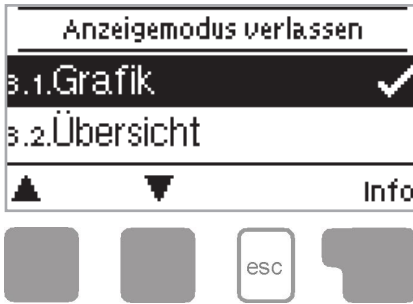 Anzeigemodus verlassen
3.1.Grafik
3.2.Übersicht
Info
esc